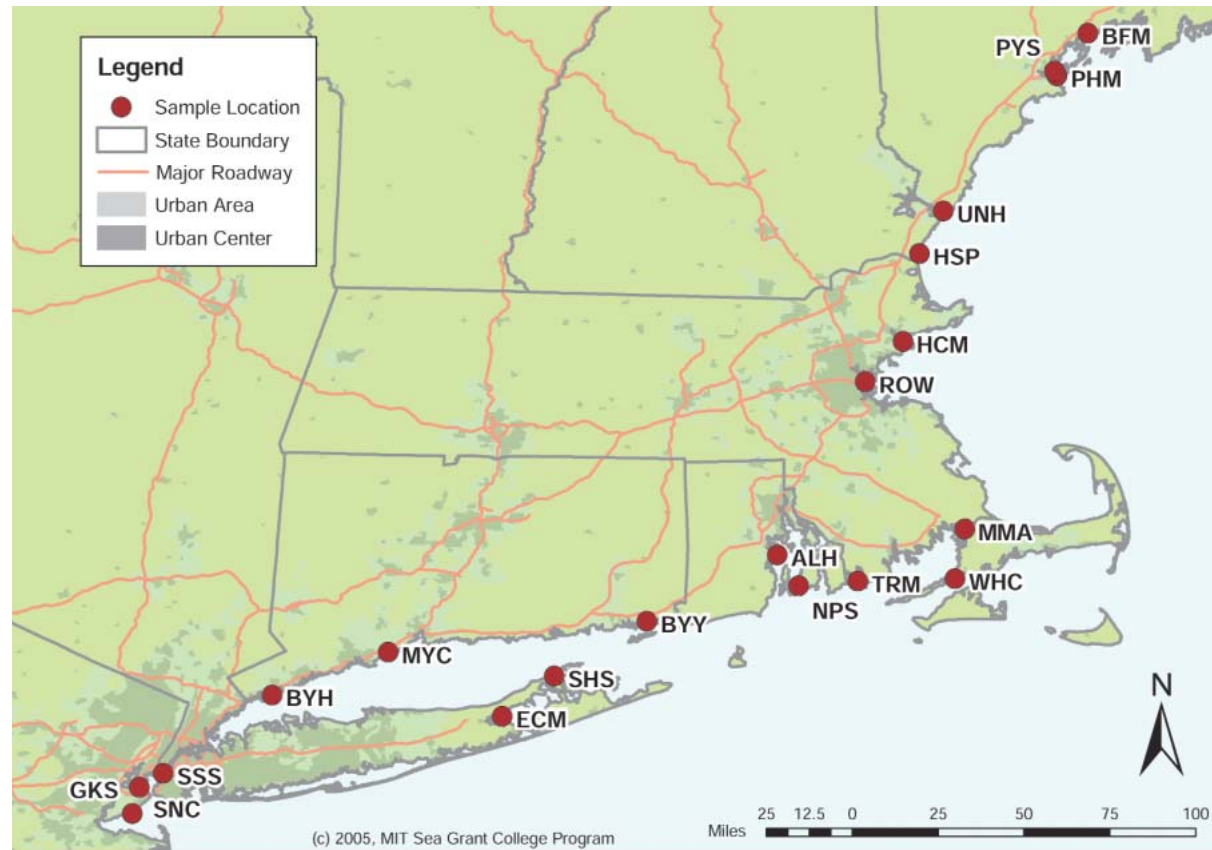 Legend
Sample Location
State Boundary
Major Roadway
Urban Area
Urban Center
BFM
PYS
PHM
UNH
HSP
HCM
ROW
MMA
ALH
TRM
WHC
NPS
BYY
MYC
SHS
BYH
ECM
SSS
GKS
SNC
N
Miles 25 12.5 0 25 50 75 100
(c) 2005, MIT Sea Grant College Program